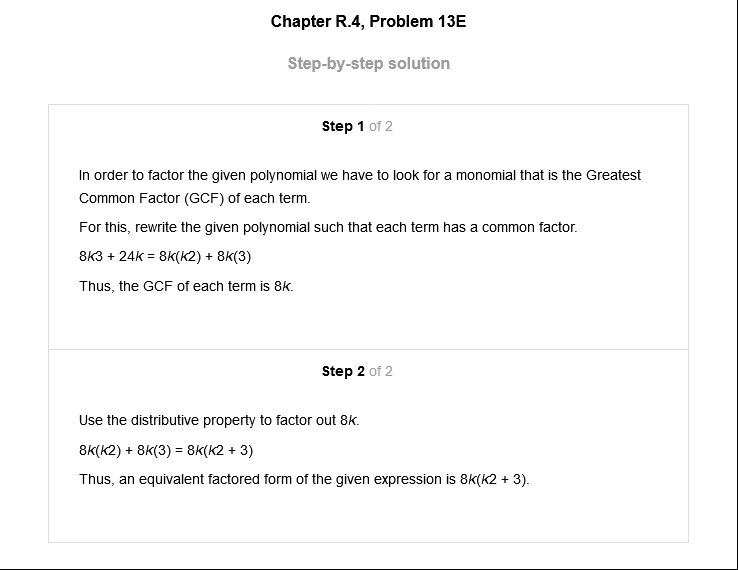 Chapter R.4, Problem 13E
Step-by-step solution
Step 1 of 2
In order to factor the given polynomial we have to look for a monomial that is the Greatest
Common Factor (GCF) of each term.
For this, rewrite the given polynomial such that each term has a common factor.
8k3 + 24k = 8k(k2) + 8k(3)
Thus, the GCF of each term is 8k.
Step 2 of 2
Use the distributive property to factor out 8k.
8k(k2) + 8k(3) = 8k(k2 + 3)
Thus, an equivalent factored form of the given expression is 8k(k2 + 3).